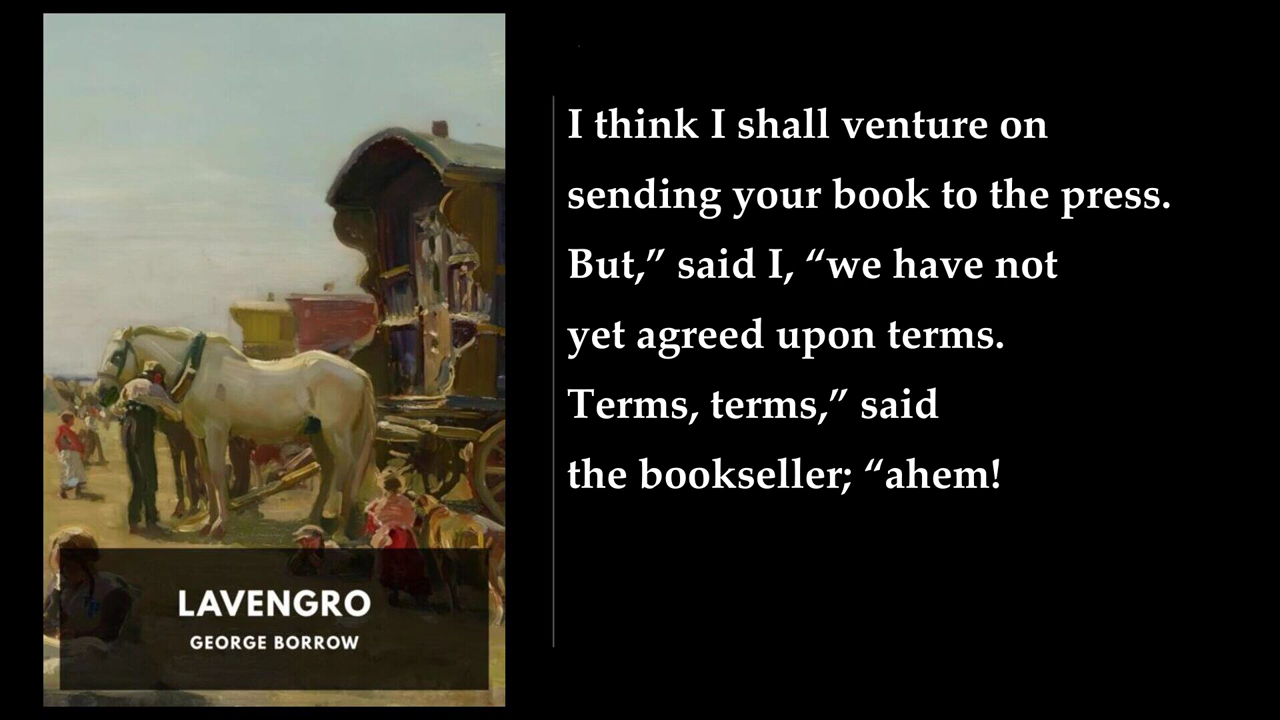 LAVENGRO
GEORGE BORROW
I think I shall venture on
sending your book to the press.
But,” said I, “we have not
yet agreed upon terms.
Terms, terms,” said
the bookseller; “ahem!